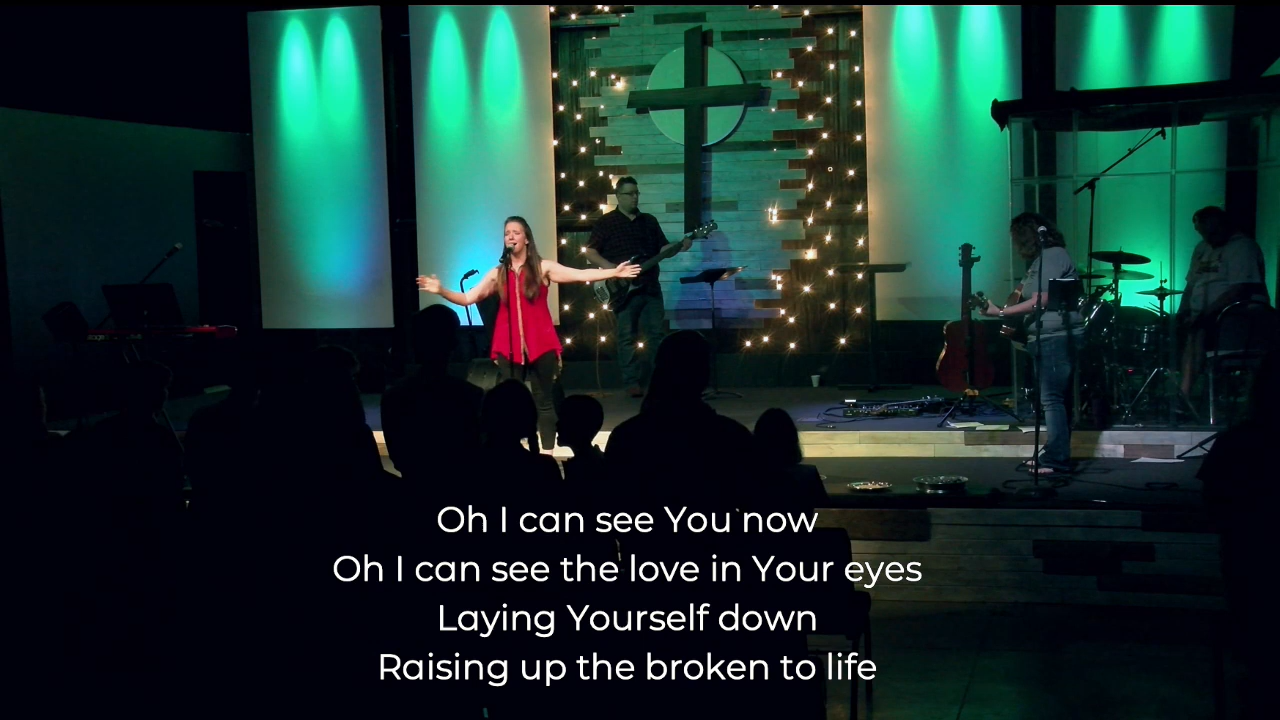 Oh I can see You now
Oh I can see the love in Your eyes
Laying Yourself down
Raising up the broken to life